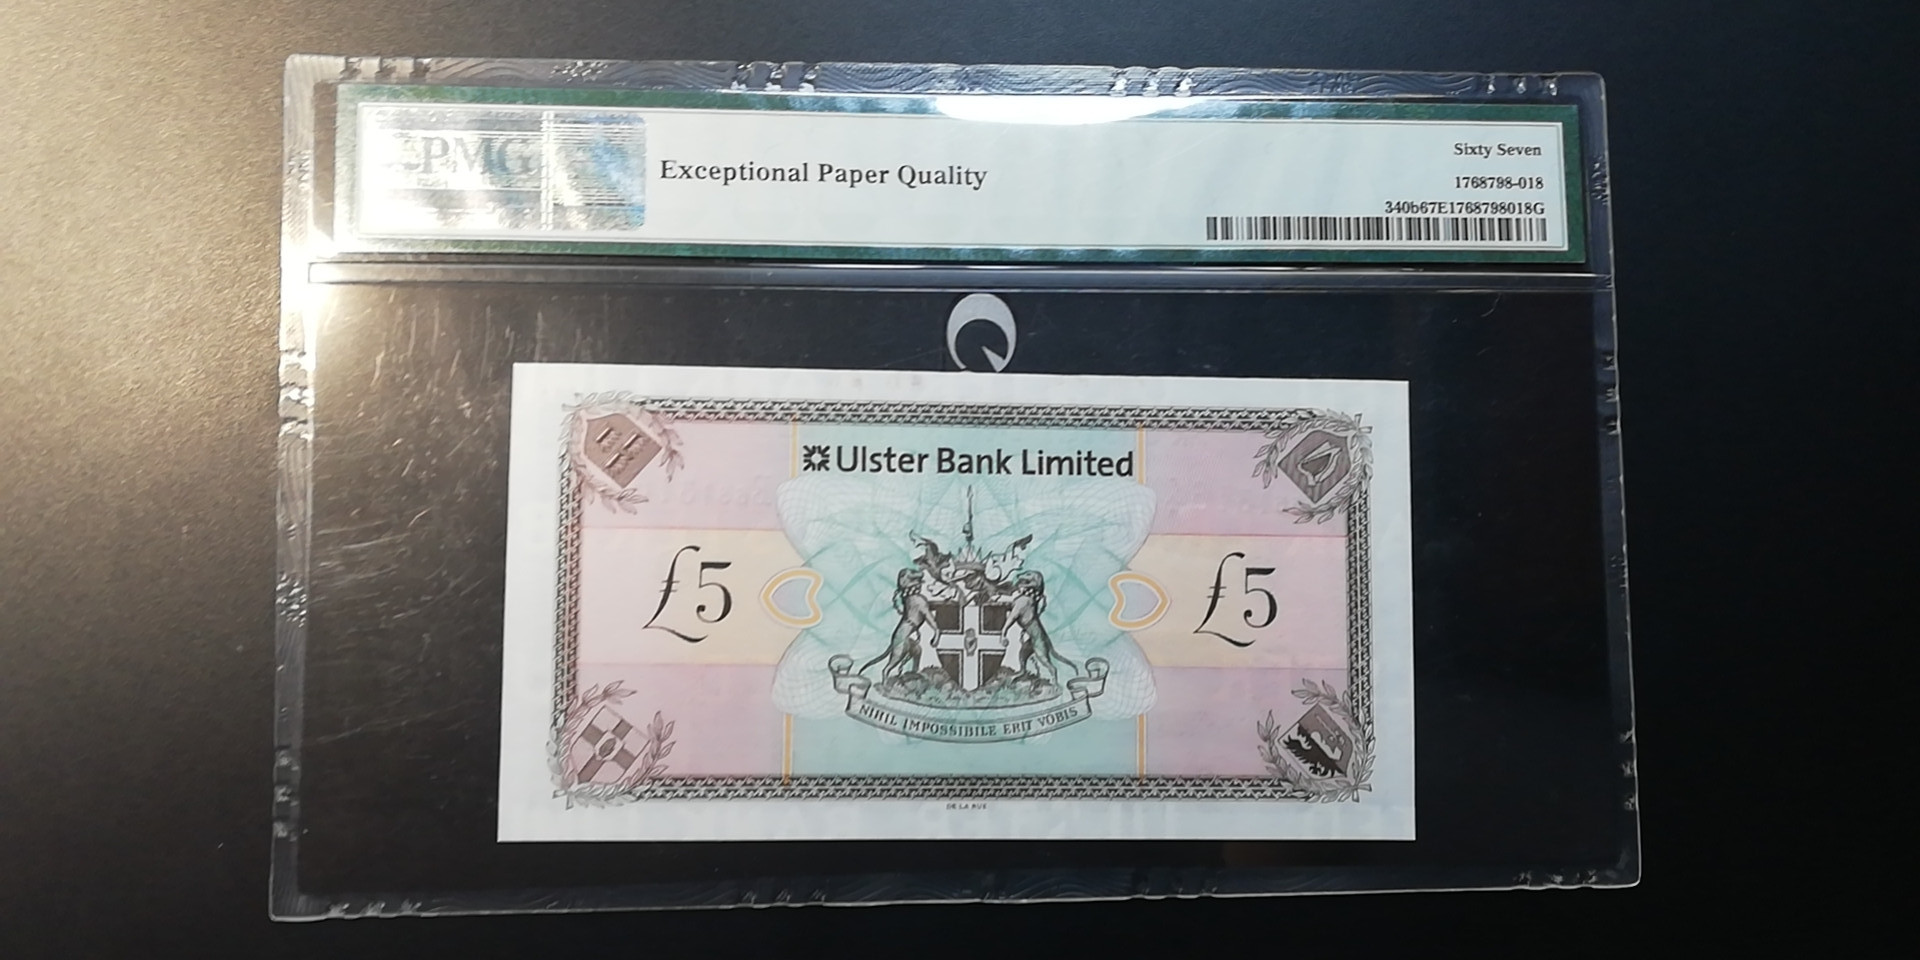 PMG
Exceptional Paper Quality
Sixty Seven
1768798-018
340b67E1768798018G
Ulster Bank Limited
£5
£5
NIHIL IMPOSSIBILE ERIT VOBIS
DE LA RUE